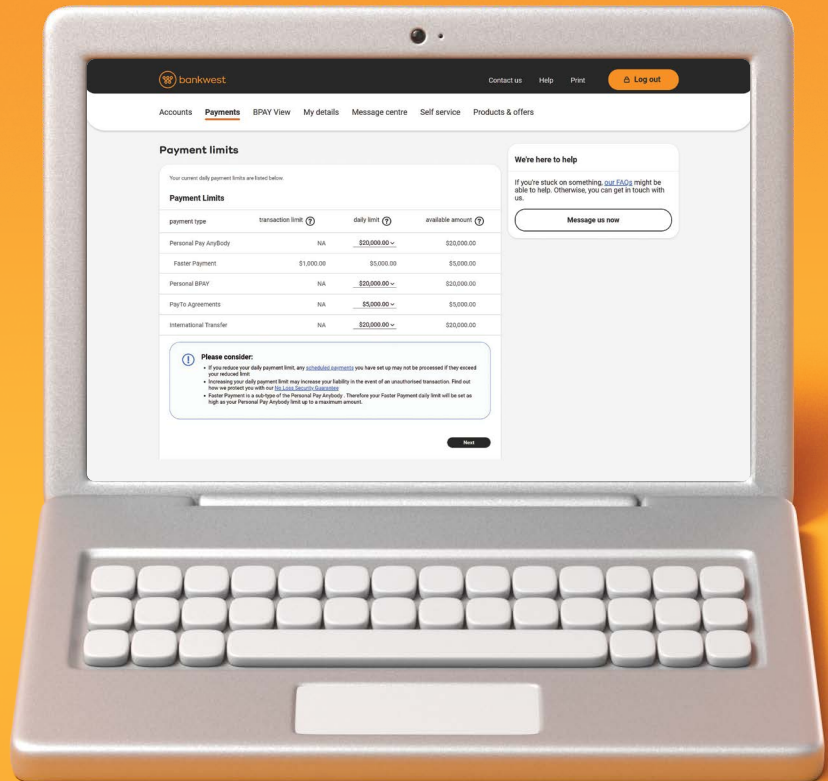 bankwest
Contact us Help Print Log out
Accounts Payments BPAY View My details Message centre Self service Products & offers
Payment limits
Your current daily payment limits are listed below.
Payment Limits
payment type transaction limit ? daily limit ? available amount ?
Personal Pay AnyBody NA $20,000.00 $20,000.00
Faster Payment $1,000.00 $5,000.00 $5,000.00
Personal BPAY NA $20,000.00 $20,000.00
PayTo Agreements NA $5,000.00 $5,000.00
International Transfer NA $20,000.00 $20,000.00
Please consider:
• If you reduce your daily payment limit, any scheduled payments you have set up may not be processed if they exceed
your reduced limit
• Increasing your daily payment limit may increase your liability in the event of an unauthorised transaction. Find out
how we protect you with our No Loss Security Guarantee
• Faster Payment is a sub-type of the Personal Pay Anybody . Therefore your Faster Payment daily limit will be set as
high as your Personal Pay Anybody limit up to a maximum amount.
Next
We're here to help
If you're stuck on something, our FAQs might be
able to help. Otherwise, you can get in touch with
us.
Message us now